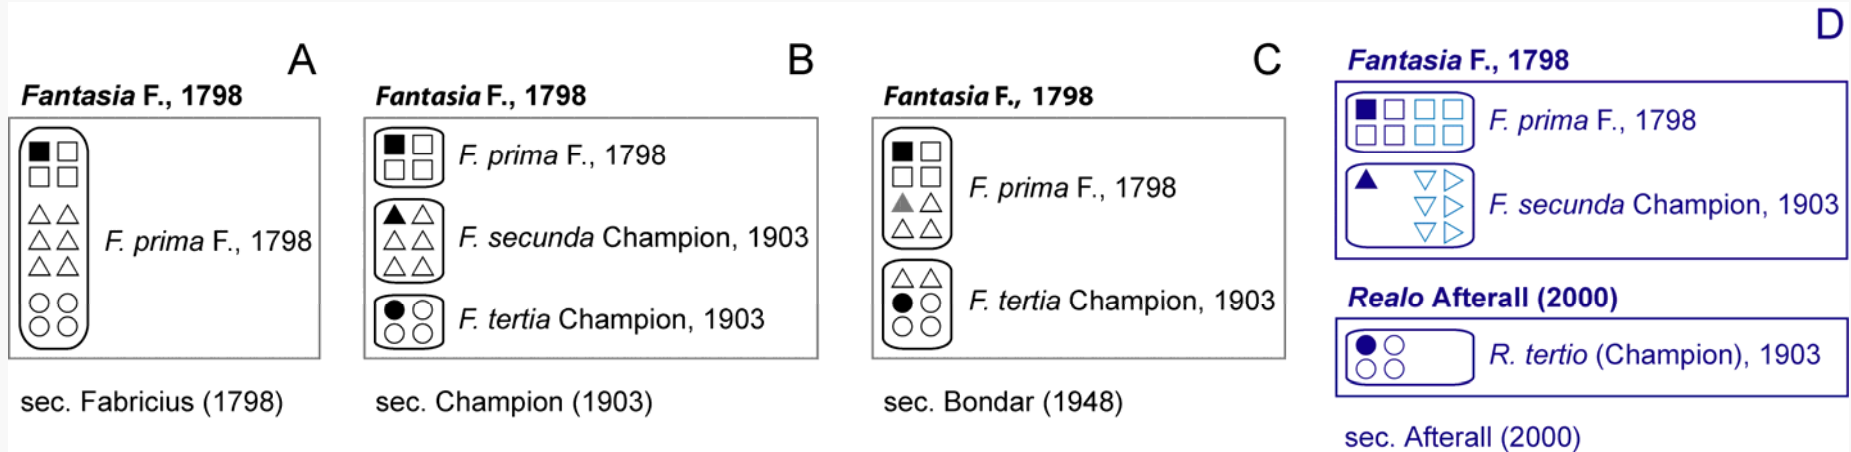 A
Fantasia F., 1798
F. prima F., 1798
sec. Fabricius (1798)
B
Fantasia F., 1798
F. prima F., 1798
F. secunda Champion, 1903
F. tertia Champion, 1903
sec. Champion (1903)
C
Fantasia F., 1798
F. prima F., 1798
F. tertia Champion, 1903
sec. Bondar (1948)
D
Fantasia F., 1798
F. prima F., 1798
F. secunda Champion, 1903
Realo Afterall (2000)
R. tertio (Champion), 1903
sec. Afterall (2000)